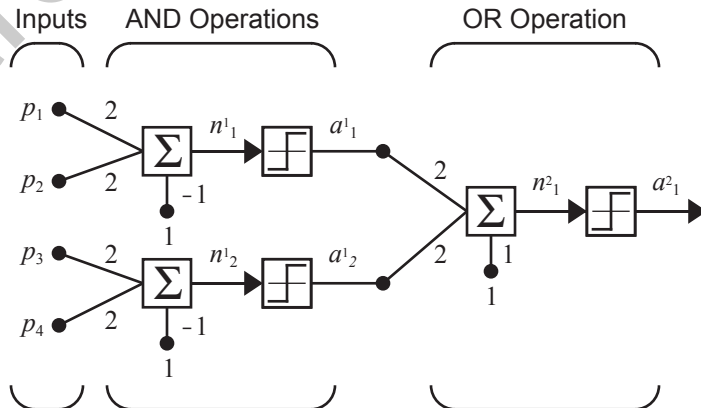 Inputs AND Operations OR Operation
p₁ 2 n¹₁ a¹₁
Σ
p₂ 2 -1 2 n²₁ a²₁
1 Σ
p₃ 2 n¹₂ a¹₂ 2 1
Σ 1
p₄ 2 -1
1